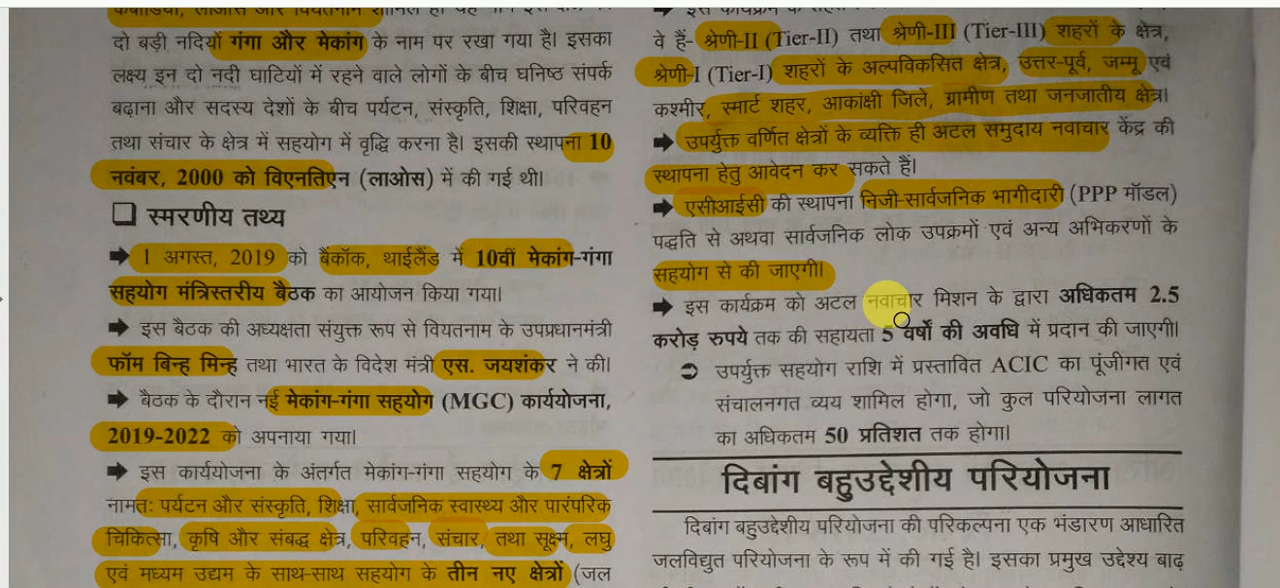 कंबोडिया, लाओस और वियतनाम शामिल
दो बड़ी नदियों गंगा और मेकांग के नाम पर रखा गया है। इसका
लक्ष्य इन दो नदी घाटियों में रहने वाले लोगों के बीच घनिष्ठ संपर्क
बढ़ाना और सदस्य देशों के बीच पर्यटन, संस्कृति, शिक्षा, परिवहन
तथा संचार के क्षेत्र में सहयोग में वृद्धि करना है। इसकी स्थापना 10
नवंबर, 2000 को विएनतिएन (लाओस) में की गई थी।
❑ स्मरणीय तथ्य
➡ 1 अगस्त, 2019 को बैंकॉक, थाईलैंड में 10वीं मेकांग-गंगा
सहयोग मंत्रिस्तरीय बैठक का आयोजन किया गया।
➡ इस बैठक की अध्यक्षता संयुक्त रूप से वियतनाम के उपप्रधानमंत्री
फॉम बिन्ह मिन्ह तथा भारत के विदेश मंत्री एस. जयशंकर ने की।
➡ बैठक के दौरान नई मेकांग-गंगा सहयोग (MGC) कार्ययोजना,
2019-2022 को अपनाया गया।
➡ इस कार्ययोजना के अंतर्गत मेकांग-गंगा सहयोग के 7 क्षेत्रों
नामतः पर्यटन और संस्कृति, शिक्षा, सार्वजनिक स्वास्थ्य और पारंपरिक
चिकित्सा, कृषि और संबद्ध क्षेत्र, परिवहन, संचार, तथा सूक्ष्म, लघु
एवं मध्यम उद्यम के साथ-साथ सहयोग के तीन नए क्षेत्रों (जल
➡ इस कार्यक्रम के
वे हैं- श्रेणी-II (Tier-II) तथा श्रेणी-III (Tier-III) शहरों के क्षेत्र,
श्रेणी-I (Tier-I) शहरों के अल्पविकसित क्षेत्र, उत्तर-पूर्व, जम्मू एवं
कश्मीर, स्मार्ट शहर, आकांक्षी जिले, ग्रामीण तथा जनजातीय क्षेत्र।
➡ उपर्युक्त वर्णित क्षेत्रों के व्यक्ति ही अटल समुदाय नवाचार केंद्र की
स्थापना हेतु आवेदन कर सकते हैं।
➡ एसीआईसी की स्थापना निजी-सार्वजनिक भागीदारी (PPP मॉडल)
पद्धति से अथवा सार्वजनिक लोक उपक्रमों एवं अन्य अभिकरणों के
सहयोग से की जाएगी।
➡ इस कार्यक्रम को अटल नवाचार मिशन के द्वारा अधिकतम 2.5
करोड़ रुपये तक की सहायता 5 वर्षों की अवधि में प्रदान की जाएगी।
➲ उपर्युक्त सहयोग राशि में प्रस्तावित ACIC का पूंजीगत एवं
संचालनगत व्यय शामिल होगा, जो कुल परियोजना लागत
का अधिकतम 50 प्रतिशत तक होगा।
दिबांग बहुउद्देशीय परियोजना
दिबांग बहुउद्देशीय परियोजना की परिकल्पना एक भंडारण आधारित
जलविद्युत परियोजना के रूप में की गई है। इसका प्रमुख उद्देश्य बाढ़